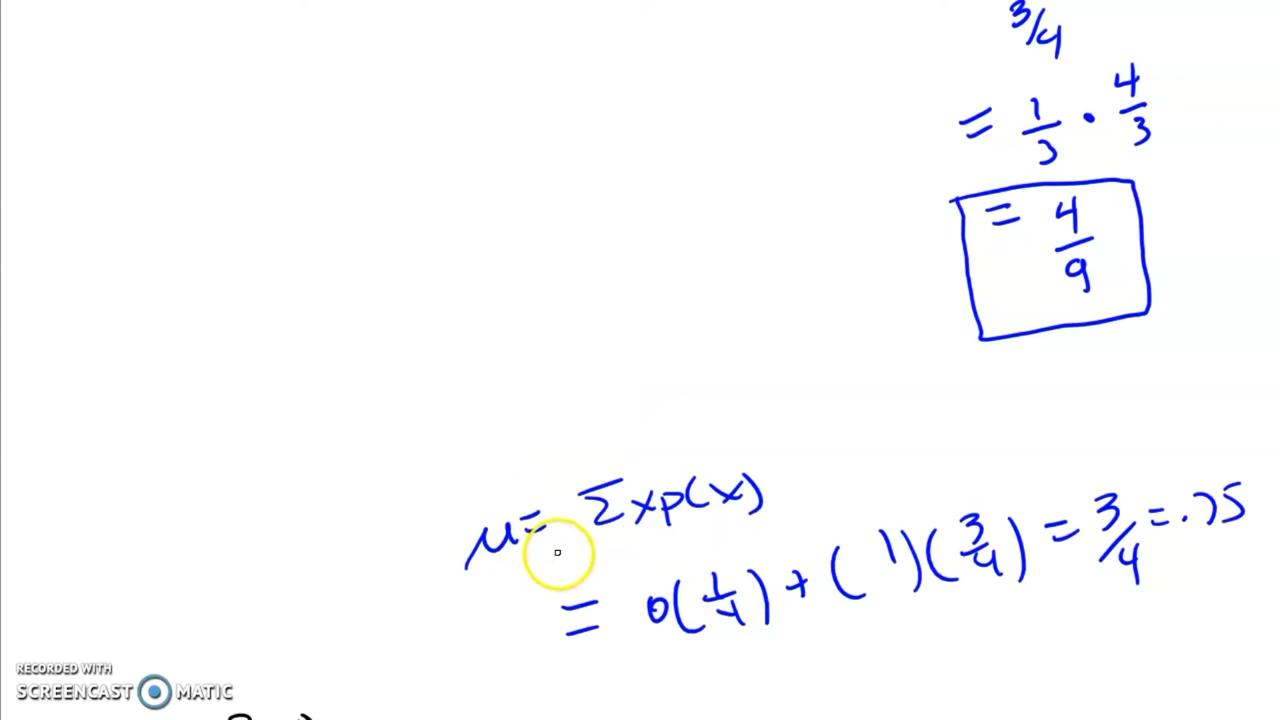 3/4
= 1/3 · 4/3
= 4/9
μ = Σxp(x)
= 0(1/4) + (1)(3/4) = 3/4 = .75
RECORDED WITH
SCREENCAST MATIC